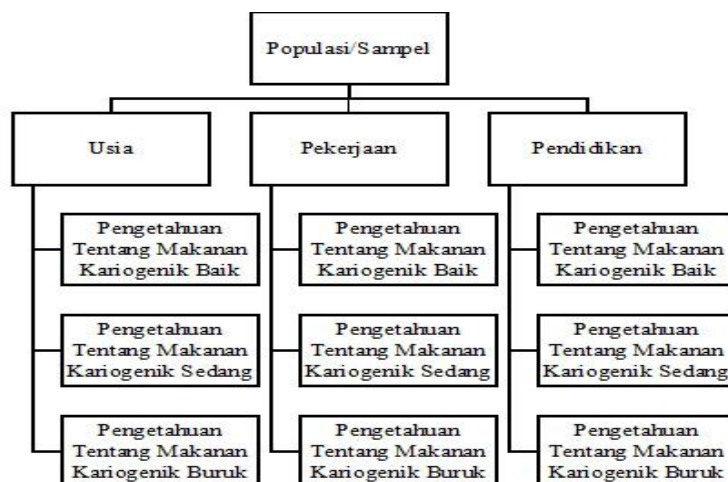 Populasi/Sampel
Usia
Pekerjaan
Pendidikan
Pengetahuan
Tentang Makanan
Kariogenik Baik
Pengetahuan
Tentang Makanan
Kariogenik Baik
Pengetahuan
Tentang Makanan
Kariogenik Baik
Pengetahuan
Tentang Makanan
Kariogenik Sedang
Pengetahuan
Tentang Makanan
Kariogenik Sedang
Pengetahuan
Tentang Makanan
Kariogenik Sedang
Pengetahuan
Tentang Makanan
Kariogenik Buruk
Pengetahuan
Tentang Makanan
Kariogenik Buruk
Pengetahuan
Tentang Makanan
Kariogenik Buruk